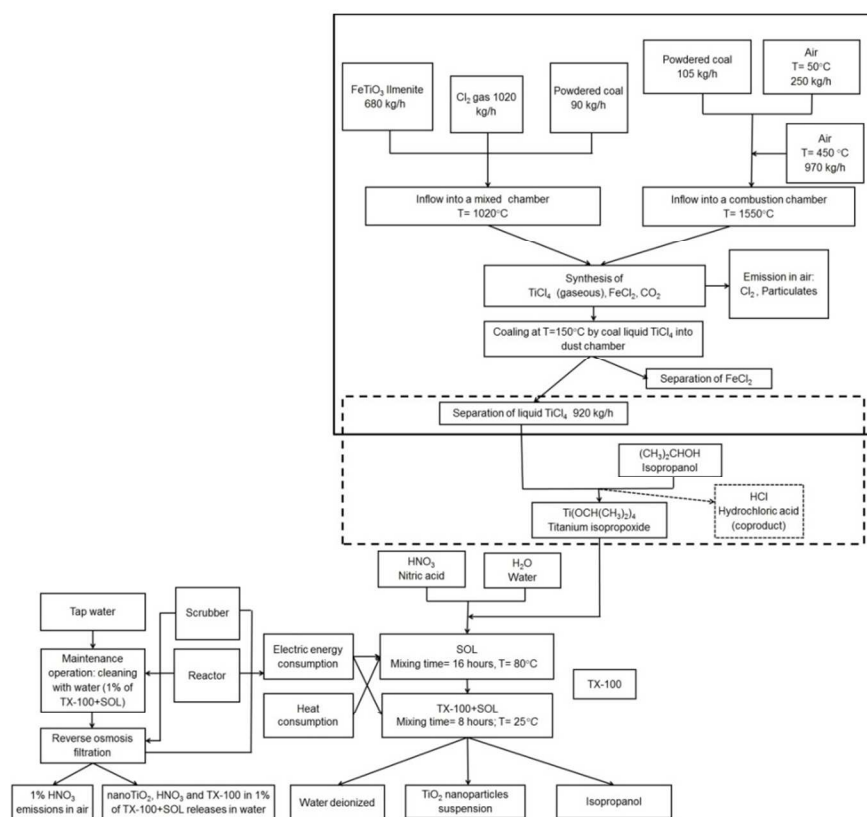 FeTiO3 Ilmenite
680 kg/h
Cl2 gas 1020
kg/h
Powdered coal
90 kg/h
Powdered coal
105 kg/h
Air
T= 50°C
250 kg/h
Air
T= 450 °C
970 kg/h
Inflow into a mixed chamber
T= 1020°C
Inflow into a combustion chamber
T= 1550°C
Synthesis of
TiCl4 (gaseous), FeCl2, CO2
Emission in air:
Cl2 , Particulates
Coaling at T=150°C by coal liquid TiCl4 into
dust chamber
Separation of FeCl2
Separation of liquid TiCl4 920 kg/h
(CH3)2CHOH
Isopropanol
HCl
Hydrochloric acid
(coproduct)
Ti(OCH(CH3)2)4
Titanium isopropoxide
HNO3
Nitric acid
H2O
Water
Tap water
Scrubber
Maintenance
operation: cleaning
with water (1% of
TX-100+SOL)
Reactor
Electric energy
consumption
SOL
Mixing time= 16 hours, T= 80°C
TX-100
Heat
consumption
TX-100+SOL
Mixing time= 8 hours; T= 25°C
Reverse osmosis
filtration
1% HNO3
emissions in air
nanoTiO2, HNO3 and TX-100 in 1%
of TX-100+SOL releases in water
Water deionized
TiO2 nanoparticles
suspension
Isopropanol